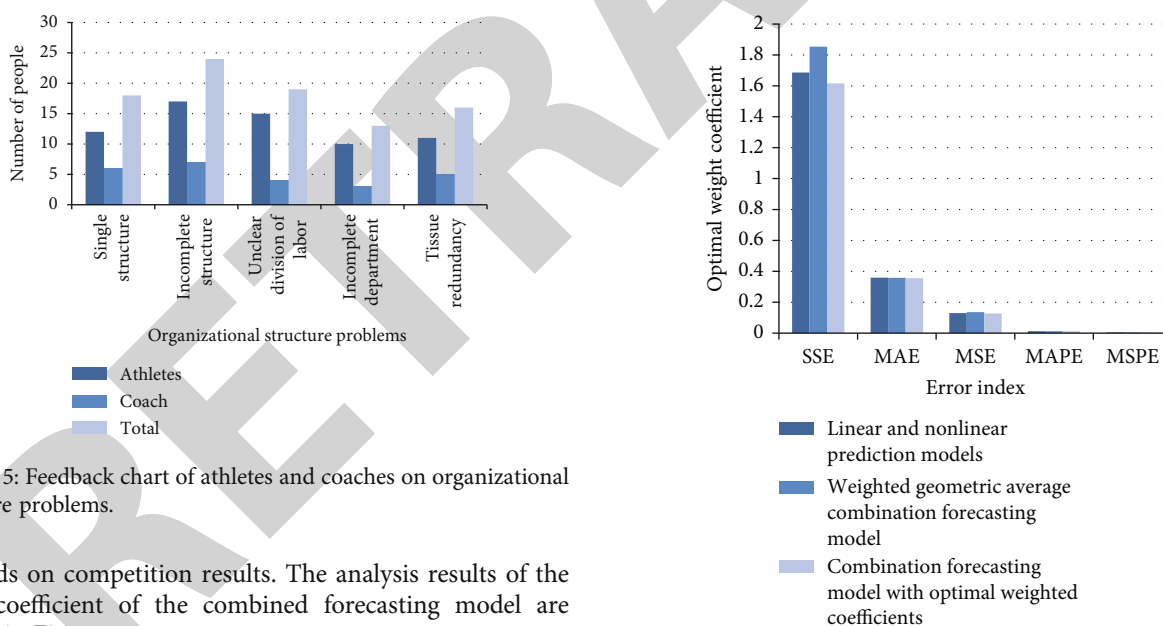 30
25
20
15
10
5
0
Number of people
Single
structure
Incomplete
structure
Unclear
division of
labor
Incomplete
department
Tissue
redundancy
Organizational structure problems
Athletes
Coach
Total
5: Feedback chart of athletes and coaches on organizational
re problems.
ds on competition results. The analysis results of the
coefficient of the combined forecasting model are
2
1.8
1.6
1.4
1.2
1
0.8
0.6
0.4
0.2
0
Optimal weight coefficient
SSE MAE MSE MAPE MSPE
Error index
Linear and nonlinear
prediction models
Weighted geometric average
combination forecasting
model
Combination forecasting
model with optimal weighted
coefficients
RETRA